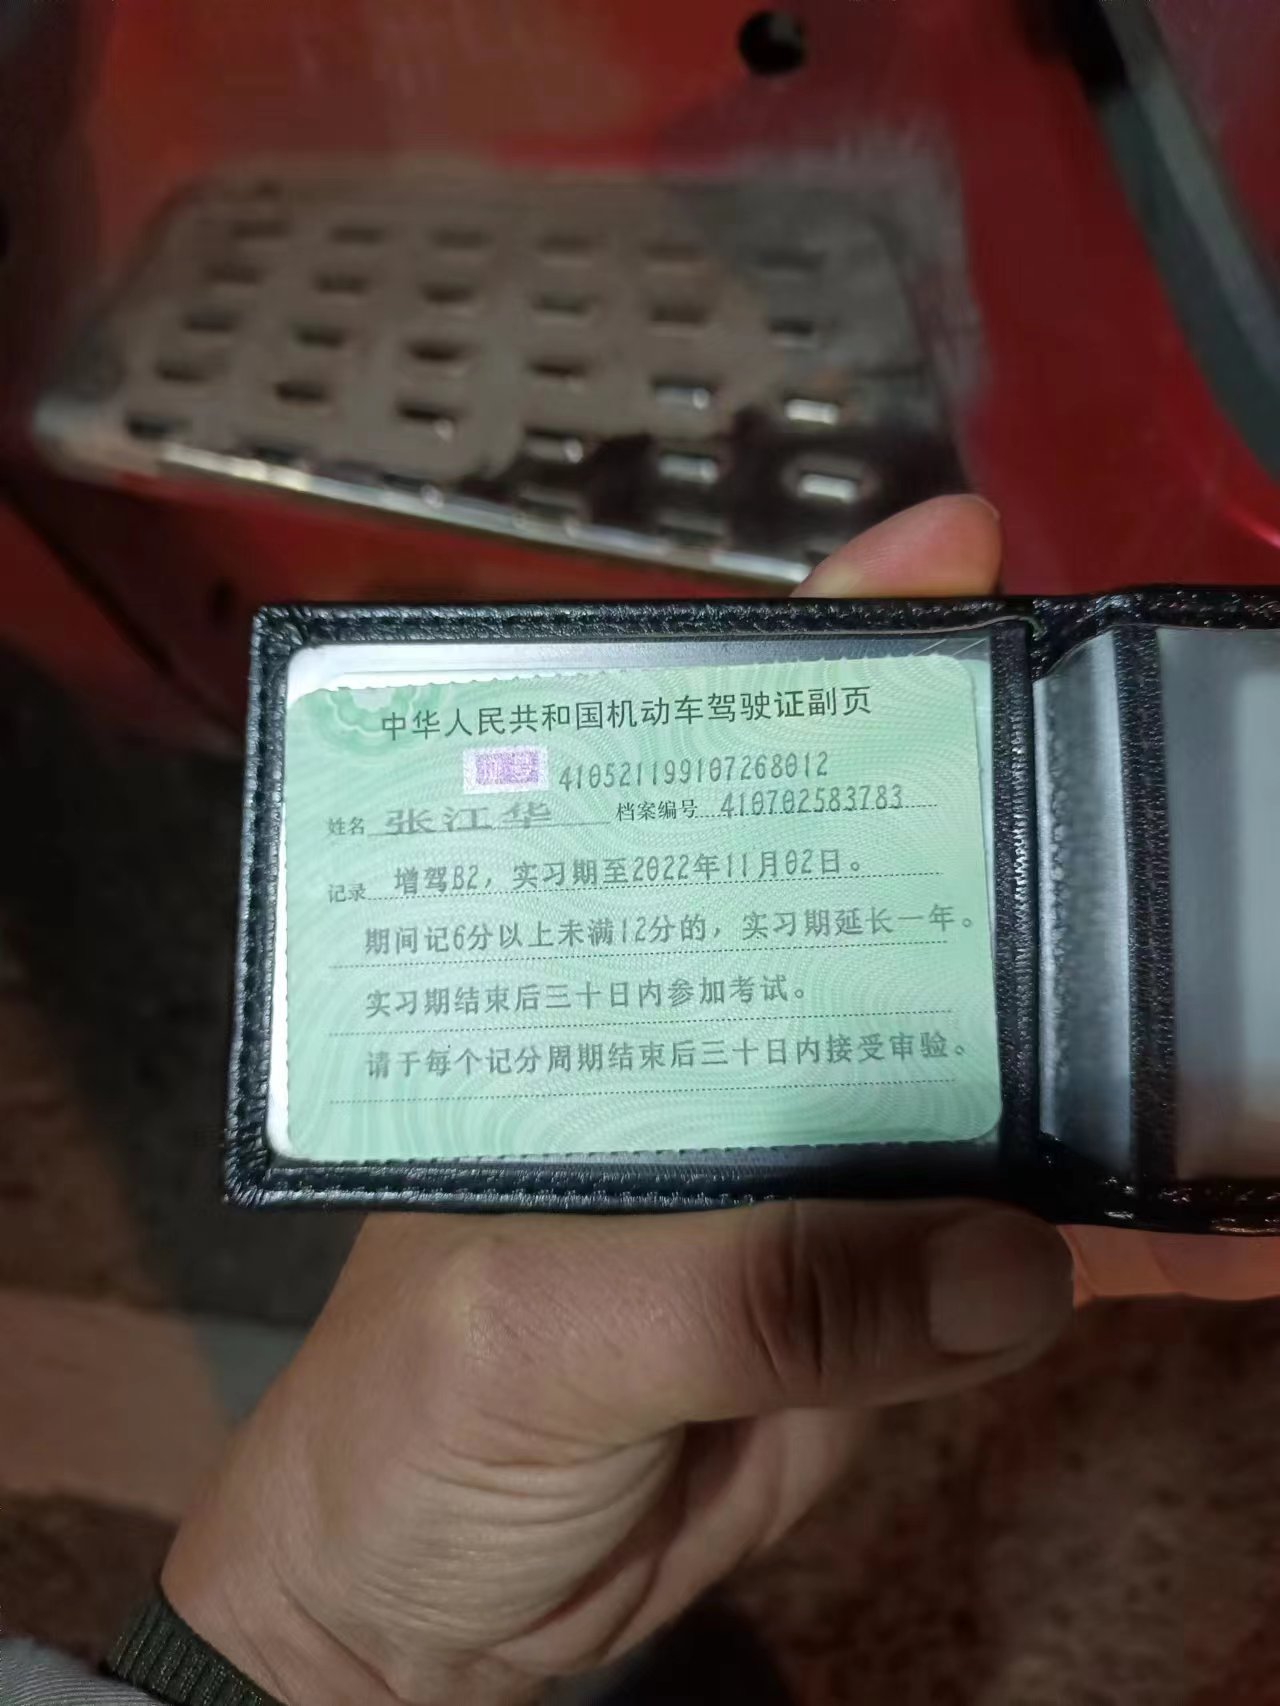 中华人民共和国机动车驾驶证副页
证号 410521199107268012
姓名 张江华 档案编号 410702583783
记录 增驾B2，实习期至2022年11月02日。
期间记6分以上未满12分的，实习期延长一年。
实习期结束后三十日内参加考试。
请于每个记分周期结束后三十日内接受审验。